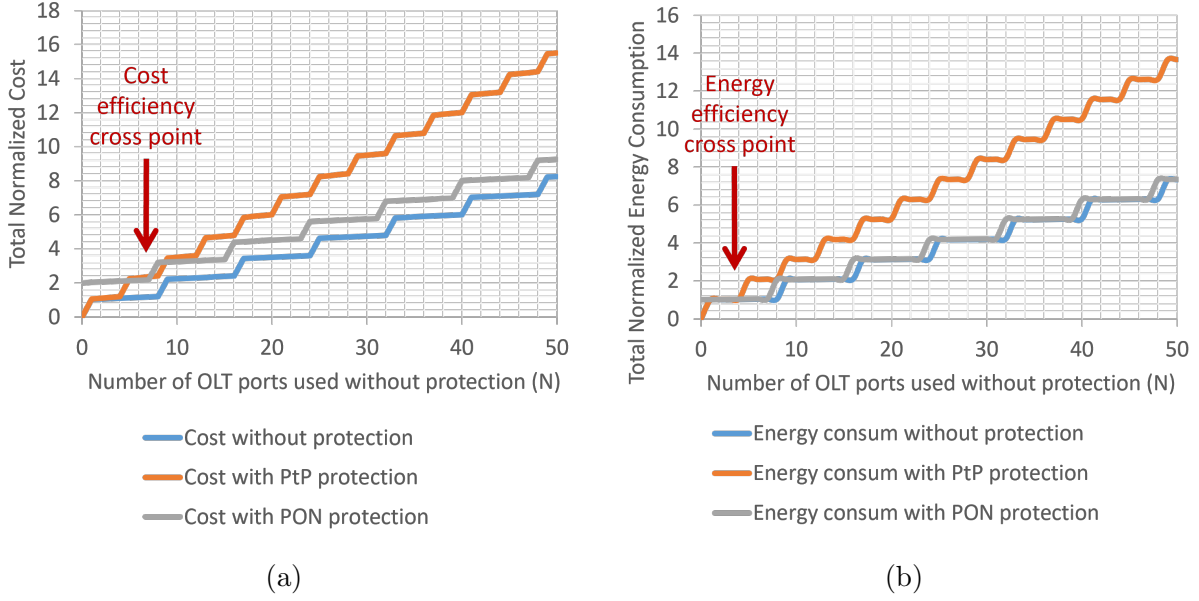 Total Normalized Cost
18
16
14
12
10
8
6
4
2
0
Cost
efficiency
cross point
0 10 20 30 40 50
Number of OLT ports used without protection (N)
Cost without protection
Cost with PtP protection
Cost with PON protection
(a)
Total Normalized Energy Consumption
16
14
12
10
8
6
4
2
0
Energy
efficiency
cross point
0 10 20 30 40 50
Number of OLT ports used without protection (N)
Energy consum without protection
Energy consum with PtP protection
Energy consum with PON protection
(b)